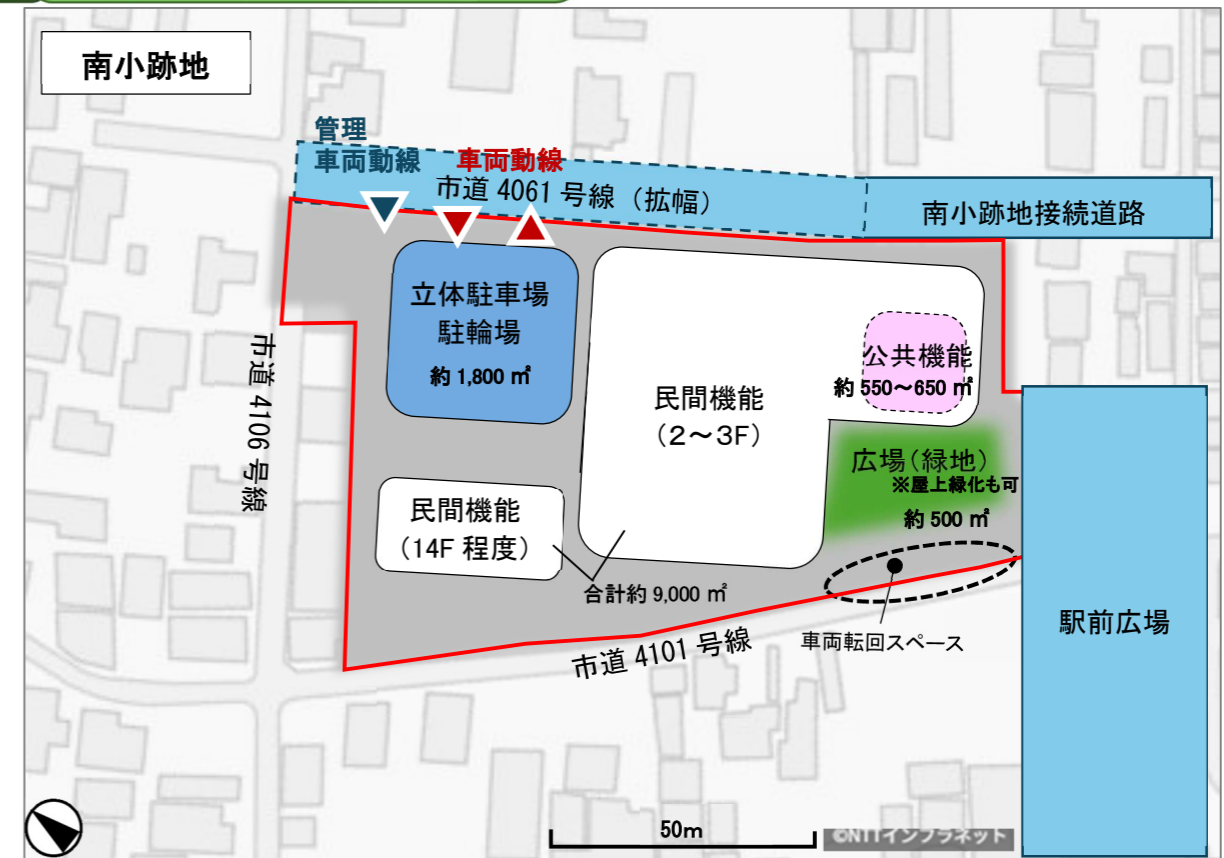 南小跡地
管理
車両動線
車両動線
市道 4061 号線（拡幅）
南小跡地接続道路
立体駐車場
駐輪場
約 1,800 ㎡
公共機能
約 550～650 ㎡
民間機能
（2～3F）
市道 4106 号線
広場（緑地）
※屋上緑化も可
約 500 ㎡
民間機能
（14F 程度）
合計約 9,000 ㎡
駅前広場
車両転回スペース
市道 4101 号線
50m
©NTTインフラネット